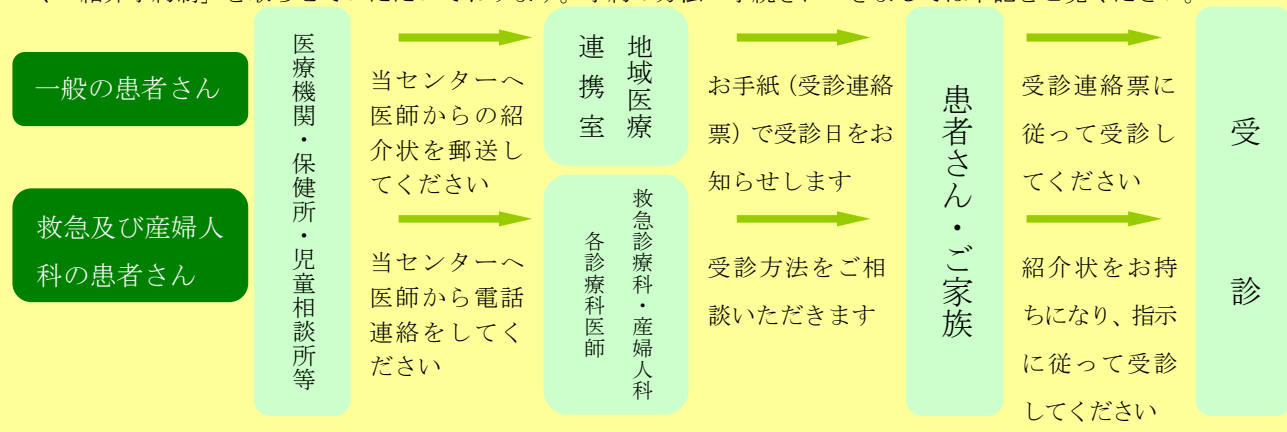 一般の患者さん
救急及び産婦人
科の患者さん
医療機関・保健所・児童相談所等
当センターへ
医師からの紹
介状を郵送し
てください
当センターへ
医師から電話
連絡をしてく
ださい
地域医療
連携室
救急診療科・産婦人科
各診療科医師
お手紙（受診連絡
票）で受診日をお
知らせします
受診方法をご相
談いただきます
患者さん・ご家族
受診連絡票に
従って受診し
てください
紹介状をお持
ちになり、指示
に従って受診
してください
受診